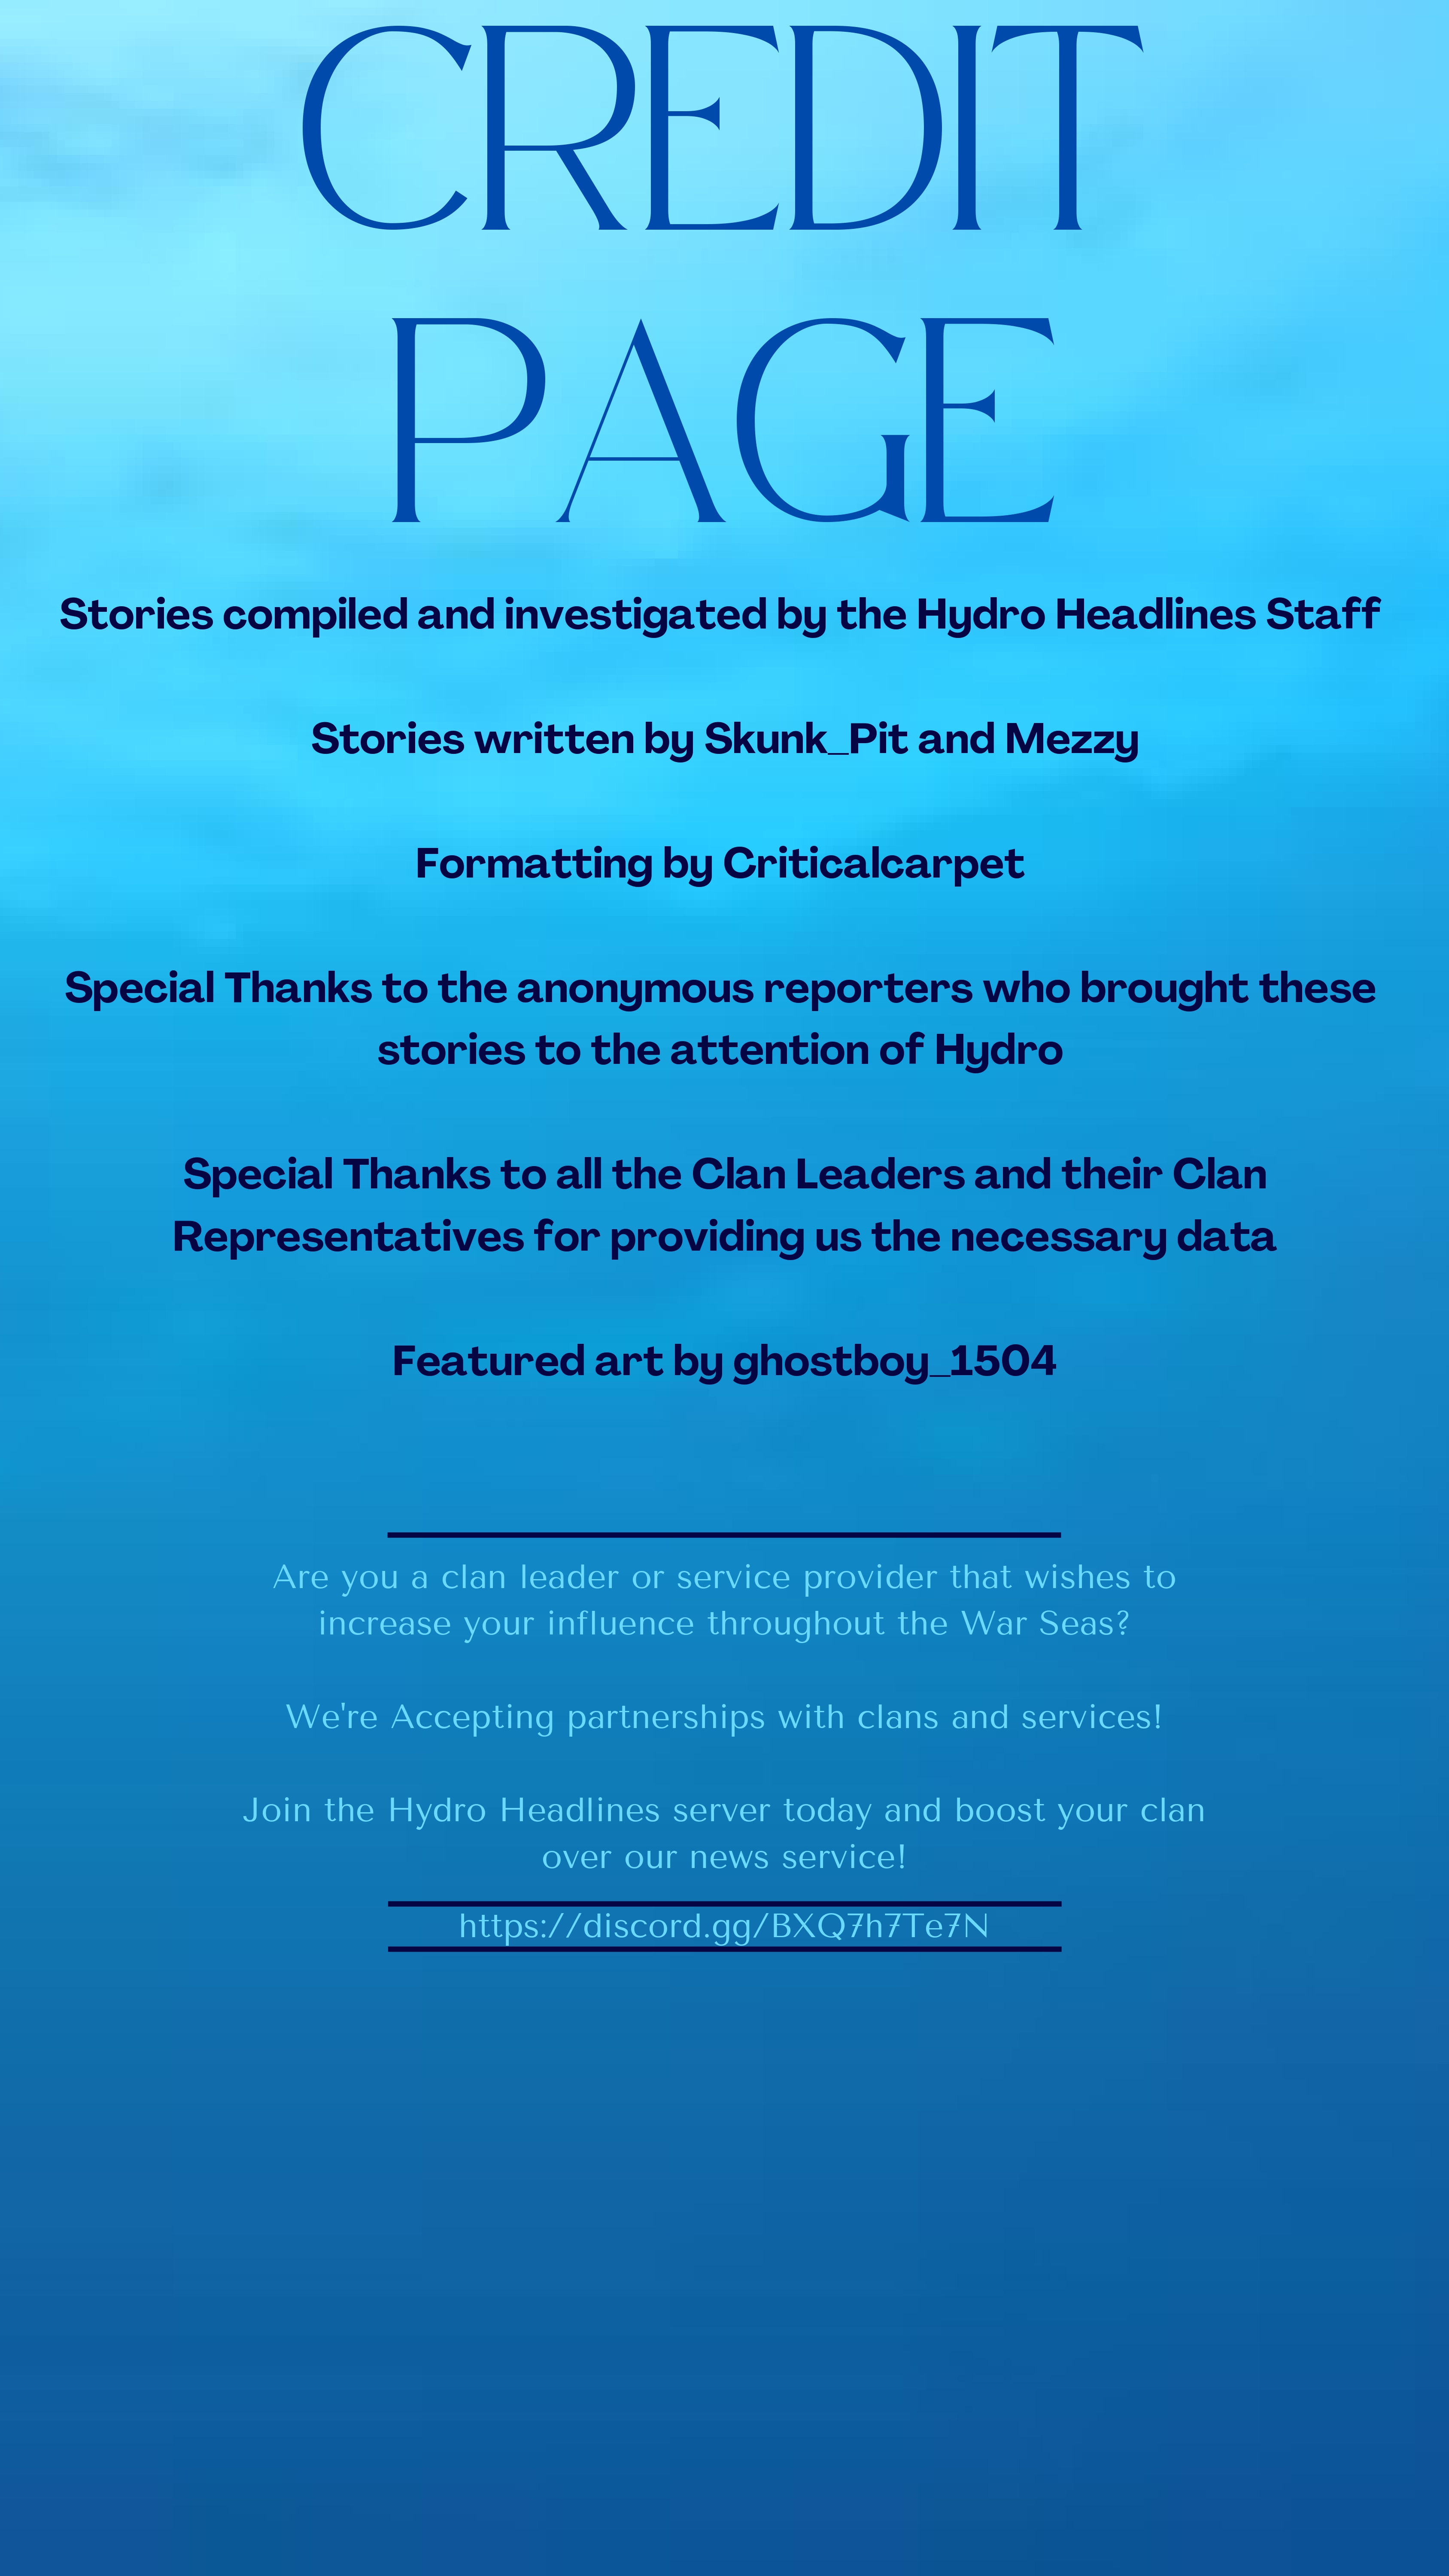 CREDIT
PAGE
Stories compiled and investigated by the Hydro Headlines Staff
Stories written by Skunk_Pit and Mezzy
Formatting by Criticalcarpet
Special Thanks to the anonymous reporters who brought these
stories to the attention of Hydro
Special Thanks to all the Clan Leaders and their Clan
Representatives for providing us the necessary data
Featured art by ghostboy_1504
Are you a clan leader or service provider that wishes to
increase your influence throughout the War Seas?
We're Accepting partnerships with clans and services!
Join the Hydro Headlines server today and boost your clan
over our news service!
https://discord.gg/BXQ7h7Te7N